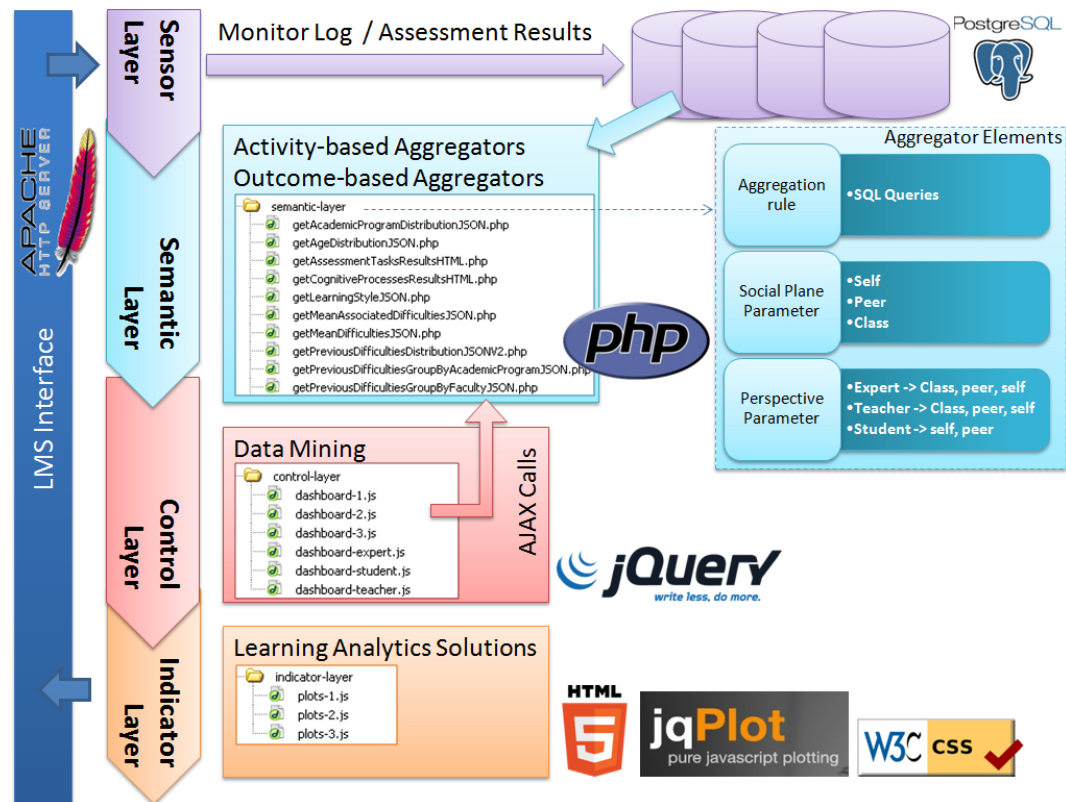 Sensor
Layer
Monitor Log / Assessment Results
PostgreSQL
APACHE
HTTP SERVER
LMS Interface
Semantic
Layer
Activity-based Aggregators
Outcome-based Aggregators
semantic-layer
getAcademicProgramDistributionJSON.php
getAgeDistributionJSON.php
getAssessmentTasksResultsHTML.php
getCognitiveProcessesResultsHTML.php
getLearningStyleJSON.php
getMeanAssociatedDifficultiesJSON.php
getMeanDifficultiesJSON.php
getPreviousDifficultiesDistributionJSONV2.php
getPreviousDifficultiesGroupByAcademicProgramJSON.php
getPreviousDifficultiesGroupByFacultyJSON.php
php
Aggregator Elements
Aggregation
rule
•SQL Queries
Social Plane
Parameter
•Self
•Peer
•Class
Perspective
Parameter
•Expert -> Class, peer, self
•Teacher -> Class, peer, self
•Student -> self, peer
Control
Layer
Data Mining
control-layer
dashboard-1.js
dashboard-2.js
dashboard-3.js
dashboard-expert.js
dashboard-student.js
dashboard-teacher.js
AJAX Calls
jQuery
write less, do more.
Indicator
Layer
Learning Analytics Solutions
indicator-layer
plots-1.js
plots-2.js
plots-3.js
HTML
5
jqPlot
pure javascript plotting
W3C CSS